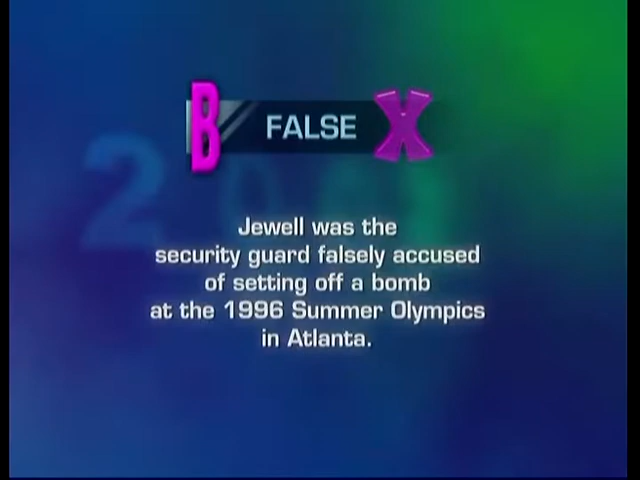 B FALSE X
Jewell was the
security guard falsely accused
of setting off a bomb
at the 1996 Summer Olympics
in Atlanta.